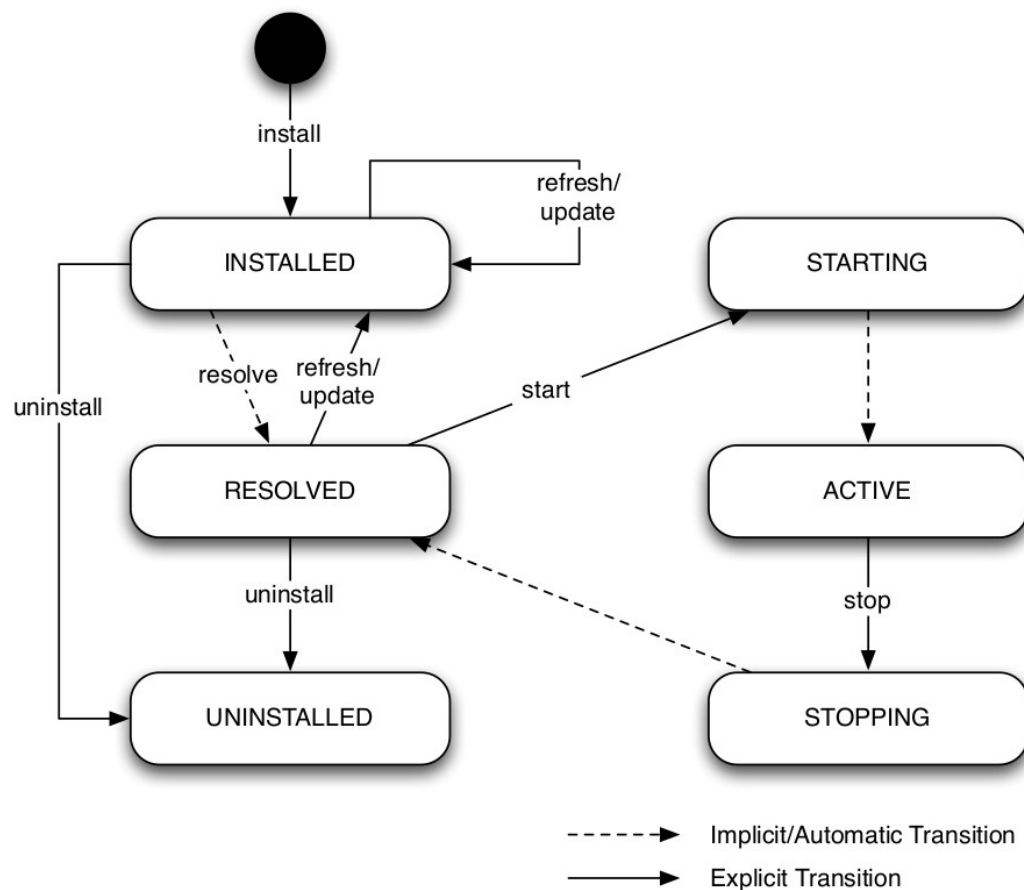 install
refresh/
update
INSTALLED
STARTING
resolve
refresh/
update
start
uninstall
RESOLVED
ACTIVE
uninstall
stop
UNINSTALLED
STOPPING
Implicit/Automatic Transition
Explicit Transition